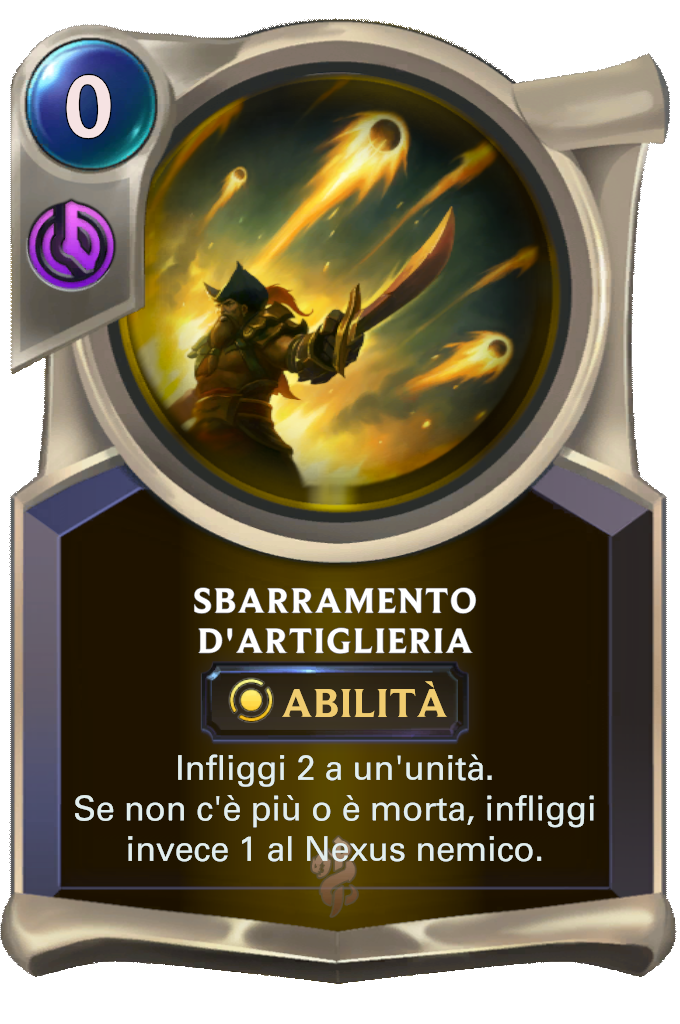 0
SBARRAMENTO
D'ARTIGLIERIA
ABILITÀ
Infliggi 2 a un'unità.
Se non c'è più o è morta, infliggi
invece 1 al Nexus nemico.